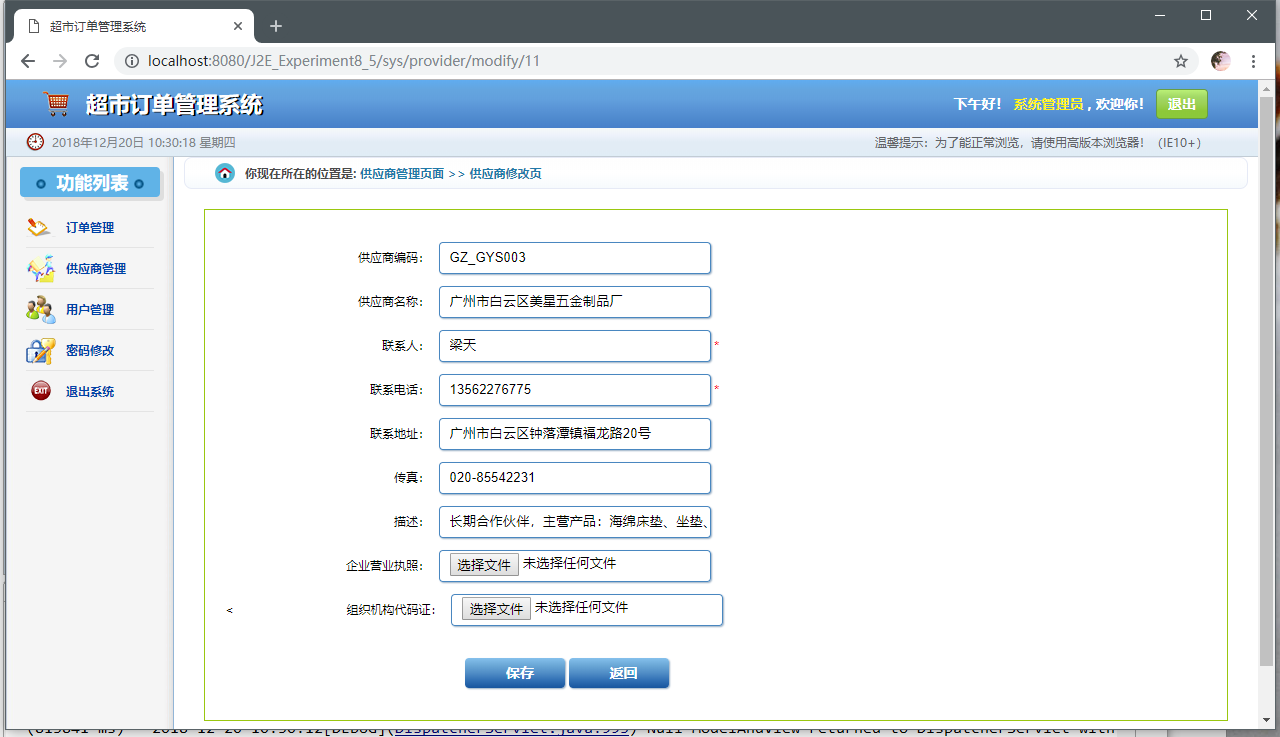 超市订单管理系统
localhost:8080/J2E_Experiment8_5/sys/provider/modify/11
超市订单管理系统
下午好! 系统管理员 , 欢迎你! 退出
2018年12月20日 10:30:18 星期四
温馨提示：为了能正常浏览，请使用高版本浏览器！（IE10+）
功能列表
你现在所在的位置是: 供应商管理页面 >> 供应商修改页
订单管理
供应商管理
用户管理
密码修改
EXIT 退出系统
供应商编码： GZ_GYS003
供应商名称： 广州市白云区美星五金制品厂
联系人： 梁天 *
联系电话： 13562276775 *
联系地址： 广州市白云区钟落潭镇福龙路20号
传真： 020-85542231
描述： 长期合作伙伴，主营产品：海绵床垫、坐垫、
企业营业执照： 选择文件 未选择任何文件
< 组织机构代码证： 选择文件 未选择任何文件
保存 返回